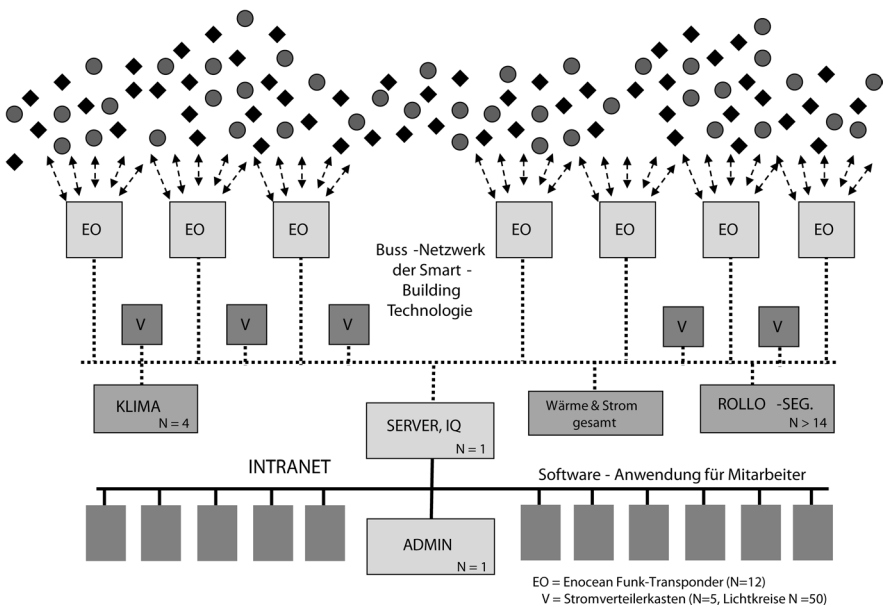 EO EO EO EO EO EO EO
Buss -Netzwerk
der Smart -
Building
Technologie
V V V V V
KLIMA
N = 4
SERVER, IQ
N = 1
Wärme & Strom
gesamt
ROLLO -SEG.
N > 14
INTRANET
Software - Anwendung für Mitarbeiter
ADMIN
N = 1
EO = Enocean Funk-Transponder (N=12)
V = Stromverteilerkasten (N=5, Lichtkreise N =50)